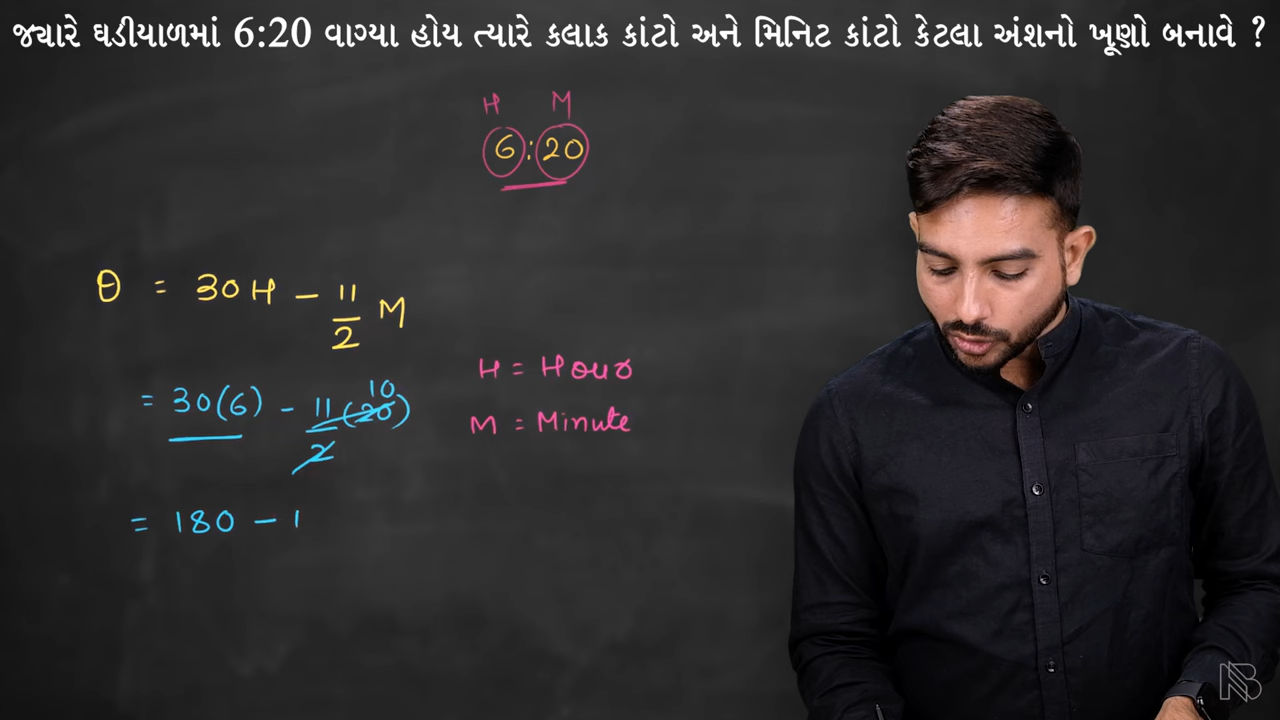 જ્યારે ઘડીયાળમાં 6:20 વાગ્યા હોય ત્યારે કલાક કાંટો અને મિનિટ કાંટો કેટલા અંશનો ખૂણો બનાવે ?
H M
6:20
θ = 30H - 11/2 M
H = Hour
= 30(6) - 11/2 (20) 10
M = Minute
= 180 - 1
NB